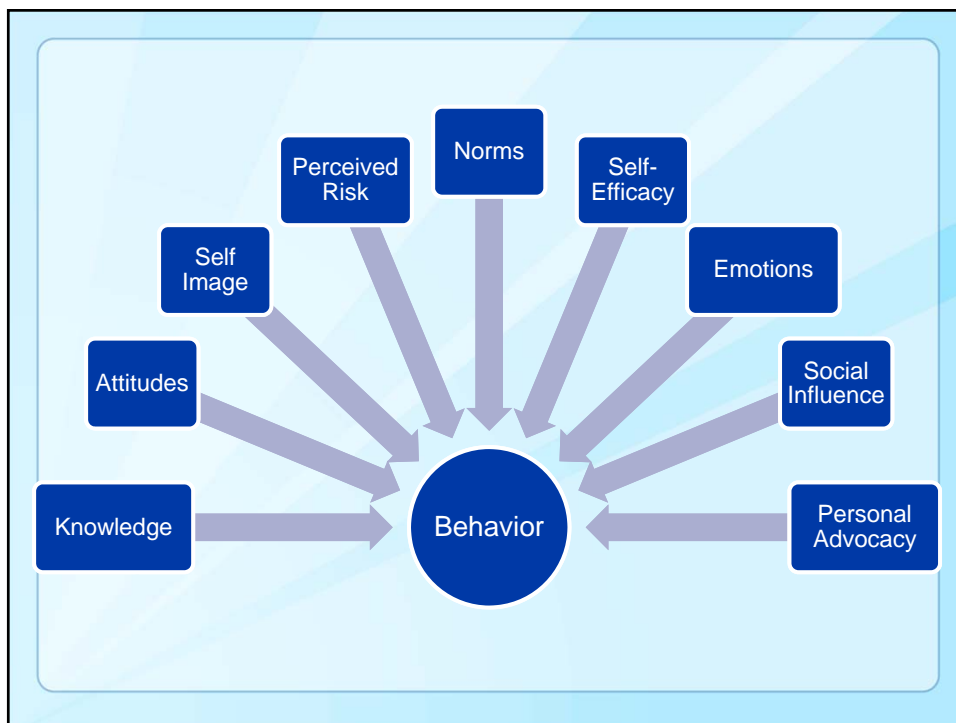 Norms
Perceived
Risk
Self-
Efficacy
Self
Image
Emotions
Attitudes
Social
Influence
Knowledge
Behavior
Personal
Advocacy